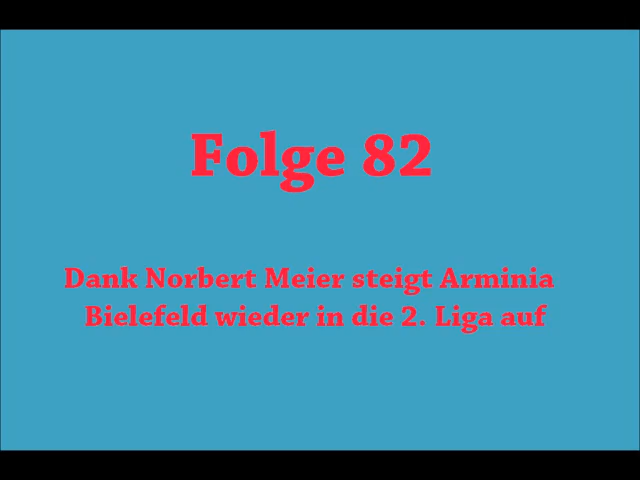 Folge 82
Dank Norbert Meier steigt Arminia
Bielefeld wieder in die 2. Liga auf